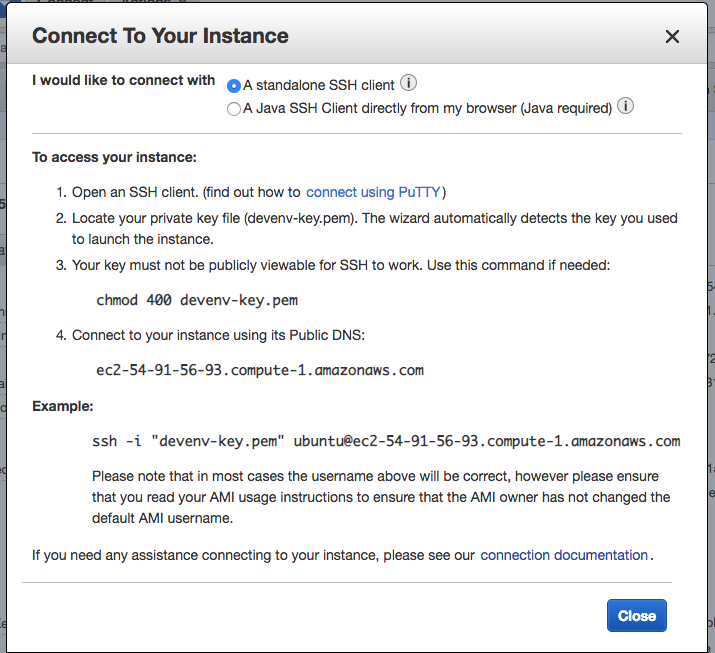 Connect To Your Instance
I would like to connect with
A standalone SSH client
A Java SSH Client directly from my browser (Java required)
To access your instance:
1. Open an SSH client. (find out how to connect using PuTTY)
2. Locate your private key file (devenv-key.pem). The wizard automatically detects the key you used
to launch the instance.
3. Your key must not be publicly viewable for SSH to work. Use this command if needed:
chmod 400 devenv-key.pem
4. Connect to your instance using its Public DNS:
ec2-54-91-56-93.compute-1.amazonaws.com
Example:
ssh -i "devenv-key.pem" ubuntu@ec2-54-91-56-93.compute-1.amazonaws.com
Please note that in most cases the username above will be correct, however please ensure
that you read your AMI usage instructions to ensure that the AMI owner has not changed the
default AMI username.
If you need any assistance connecting to your instance, please see our connection documentation.
Close